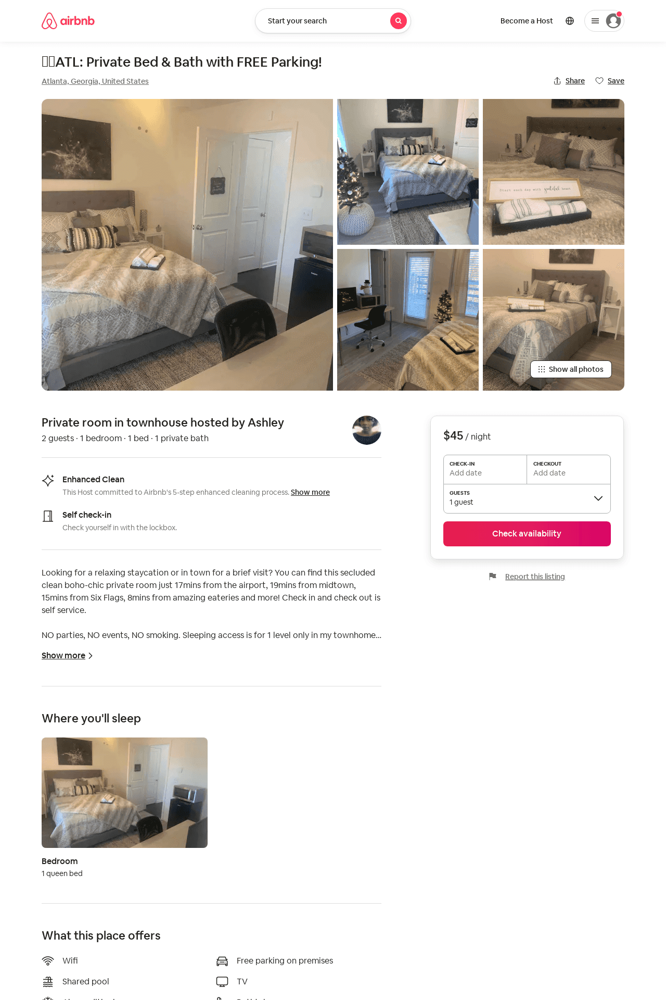 airbnb
Start your search
Become a Host
ATL: Private Bed & Bath with FREE Parking!
Atlanta, Georgia, United States
Share
Save
Start each day with grateful heart
Show all photos
Private room in townhouse hosted by Ashley
2 guests · 1 bedroom · 1 bed · 1 private bath
Enhanced Clean
This Host committed to Airbnb's 5-step enhanced cleaning process. Show more
Self check-in
Check yourself in with the lockbox.
$45 / night
CHECK-IN
Add date
CHECKOUT
Add date
GUESTS
1 guest
Check availability
Report this listing
Looking for a relaxing staycation or in town for a brief visit? You can find this secluded
clean boho-chic private room just 17mins from the airport, 19mins from midtown,
15mins from Six Flags, 8mins from amazing eateries and more! Check in and check out is
self service.
NO parties, NO events, NO smoking. Sleeping access is for 1 level only in my townhome...
Show more
Where you'll sleep
Bedroom
1 queen bed
What this place offers
Wifi
Free parking on premises
Shared pool
TV